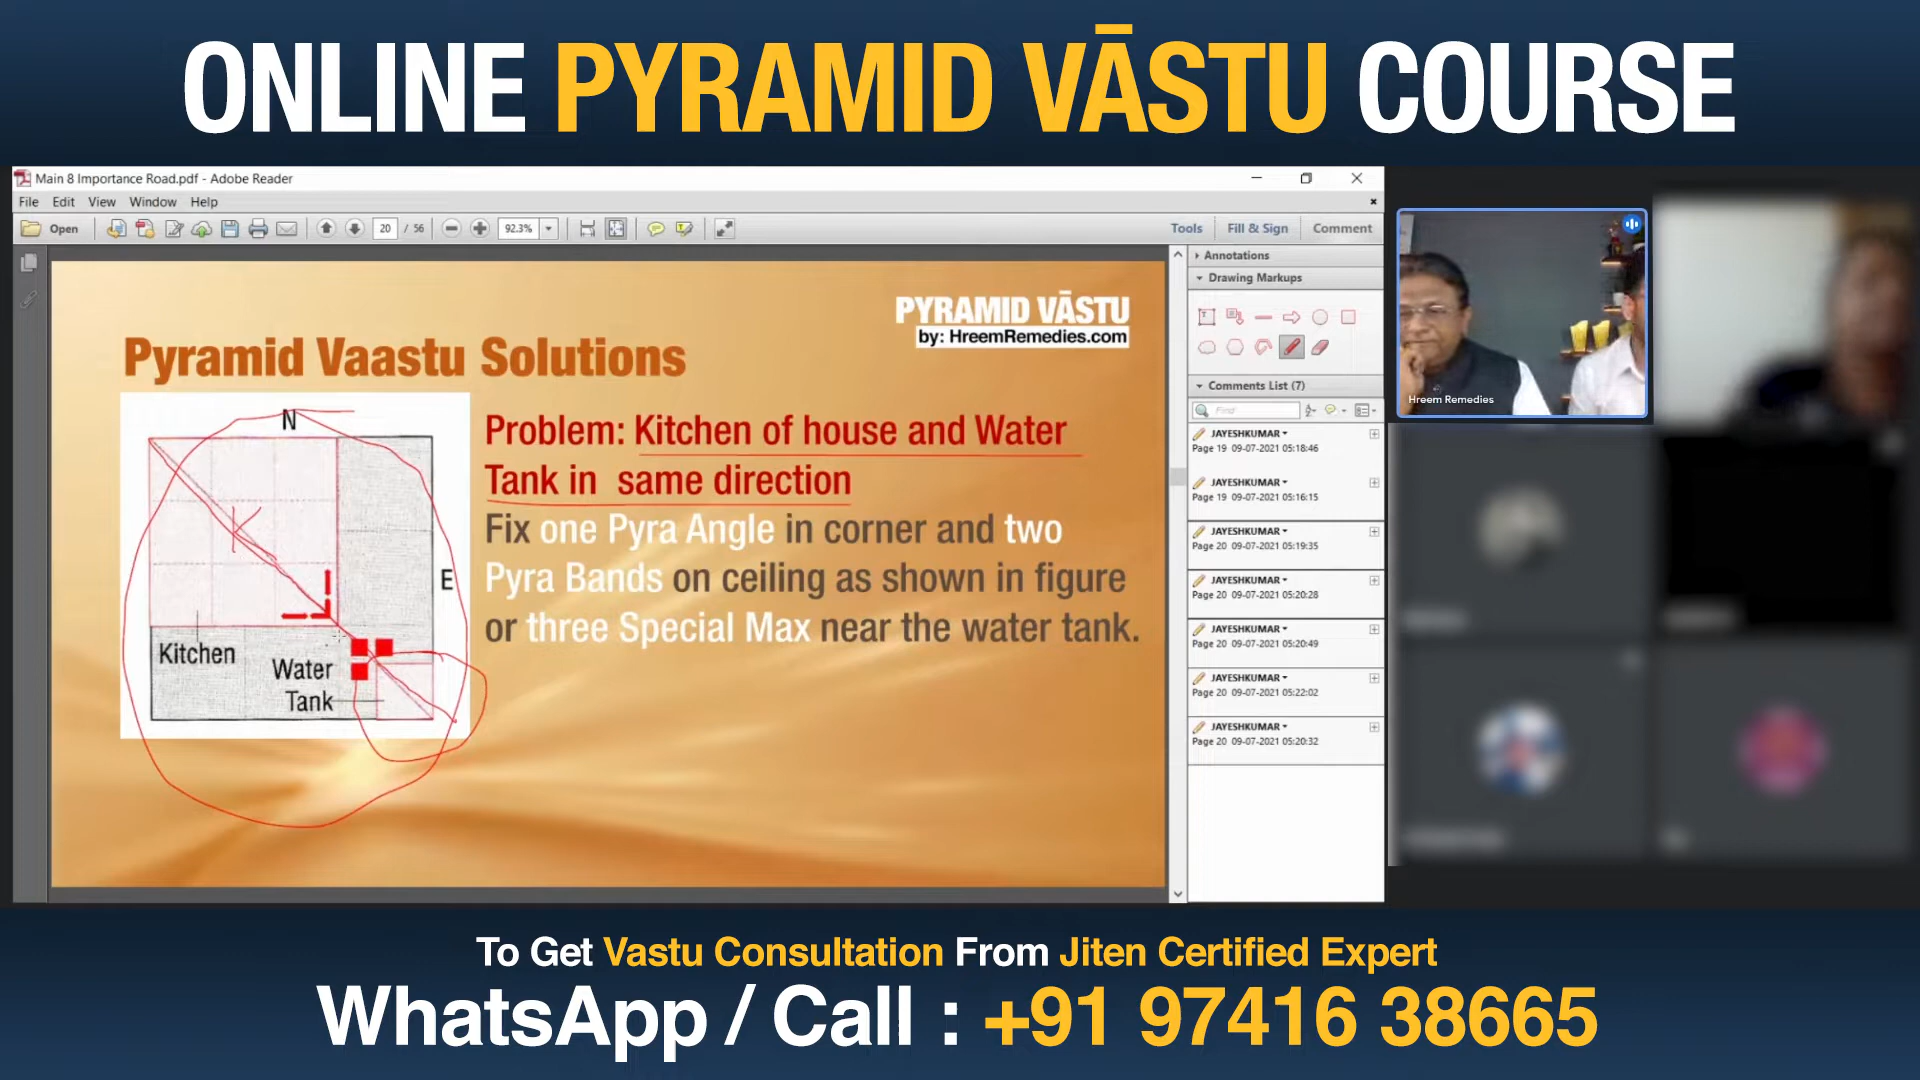 ONLINE PYRAMID VĀSTU COURSE
Main 8 Importance Road.pdf - Adobe Reader
File Edit View Window Help
Open 20 / 56 92.3% Tools Fill & Sign Comment
PYRAMID VĀSTU
by: HreemRemedies.com
Pyramid Vaastu Solutions
N
E
K
Kitchen
Water
Tank
Problem: Kitchen of house and Water
Tank in same direction
Fix one Pyra Angle in corner and two
Pyra Bands on ceiling as shown in figure
or three Special Max near the water tank.
Annotations
Drawing Markups
T
Comments List (7)
Find
JAYESHKUMAR
Page 19 09-07-2021 05:18:46
JAYESHKUMAR
Page 19 09-07-2021 05:16:15
JAYESHKUMAR
Page 20 09-07-2021 05:19:35
JAYESHKUMAR
Page 20 09-07-2021 05:20:28
JAYESHKUMAR
Page 20 09-07-2021 05:20:49
JAYESHKUMAR
Page 20 09-07-2021 05:22:02
JAYESHKUMAR
Page 20 09-07-2021 05:20:32
Hreem Remedies
To Get Vastu Consultation From Jiten Certified Expert
WhatsApp / Call : +91 97416 38665